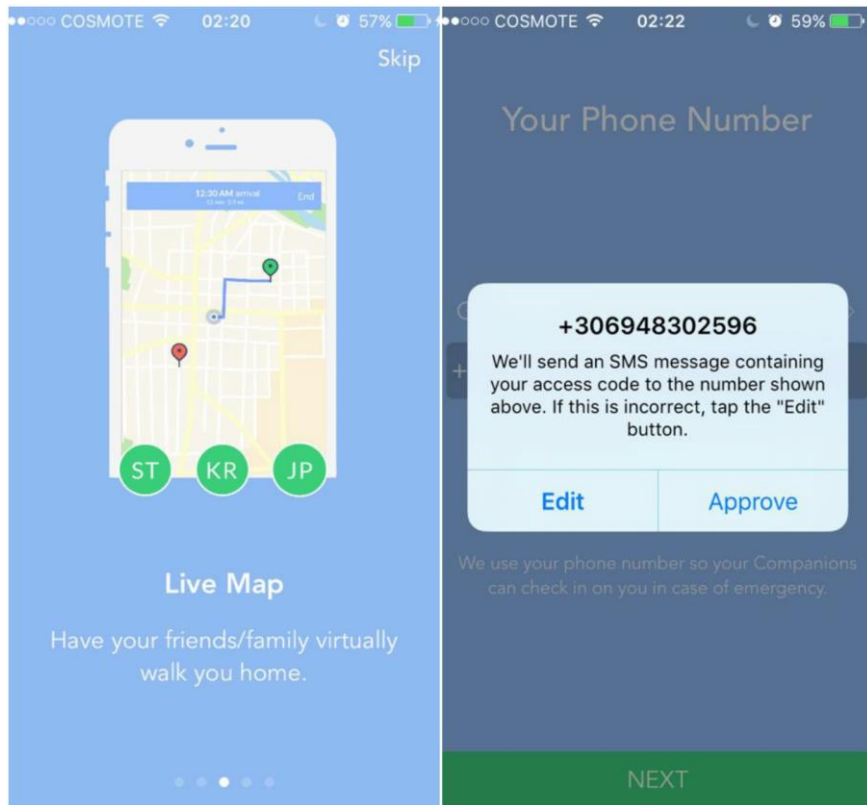 COSMOTE 02:20 57%
Skip
12:30 AM arrival
End
ST KR JP
Live Map
Have your friends/family virtually
walk you home.
COSMOTE 02:22 59%
Your Phone Number
+306948302596
We'll send an SMS message containing
your access code to the number shown
above. If this is incorrect, tap the "Edit"
button.
Edit Approve
We use your phone number so your Companions
can check in on you in case of emergency.
NEXT